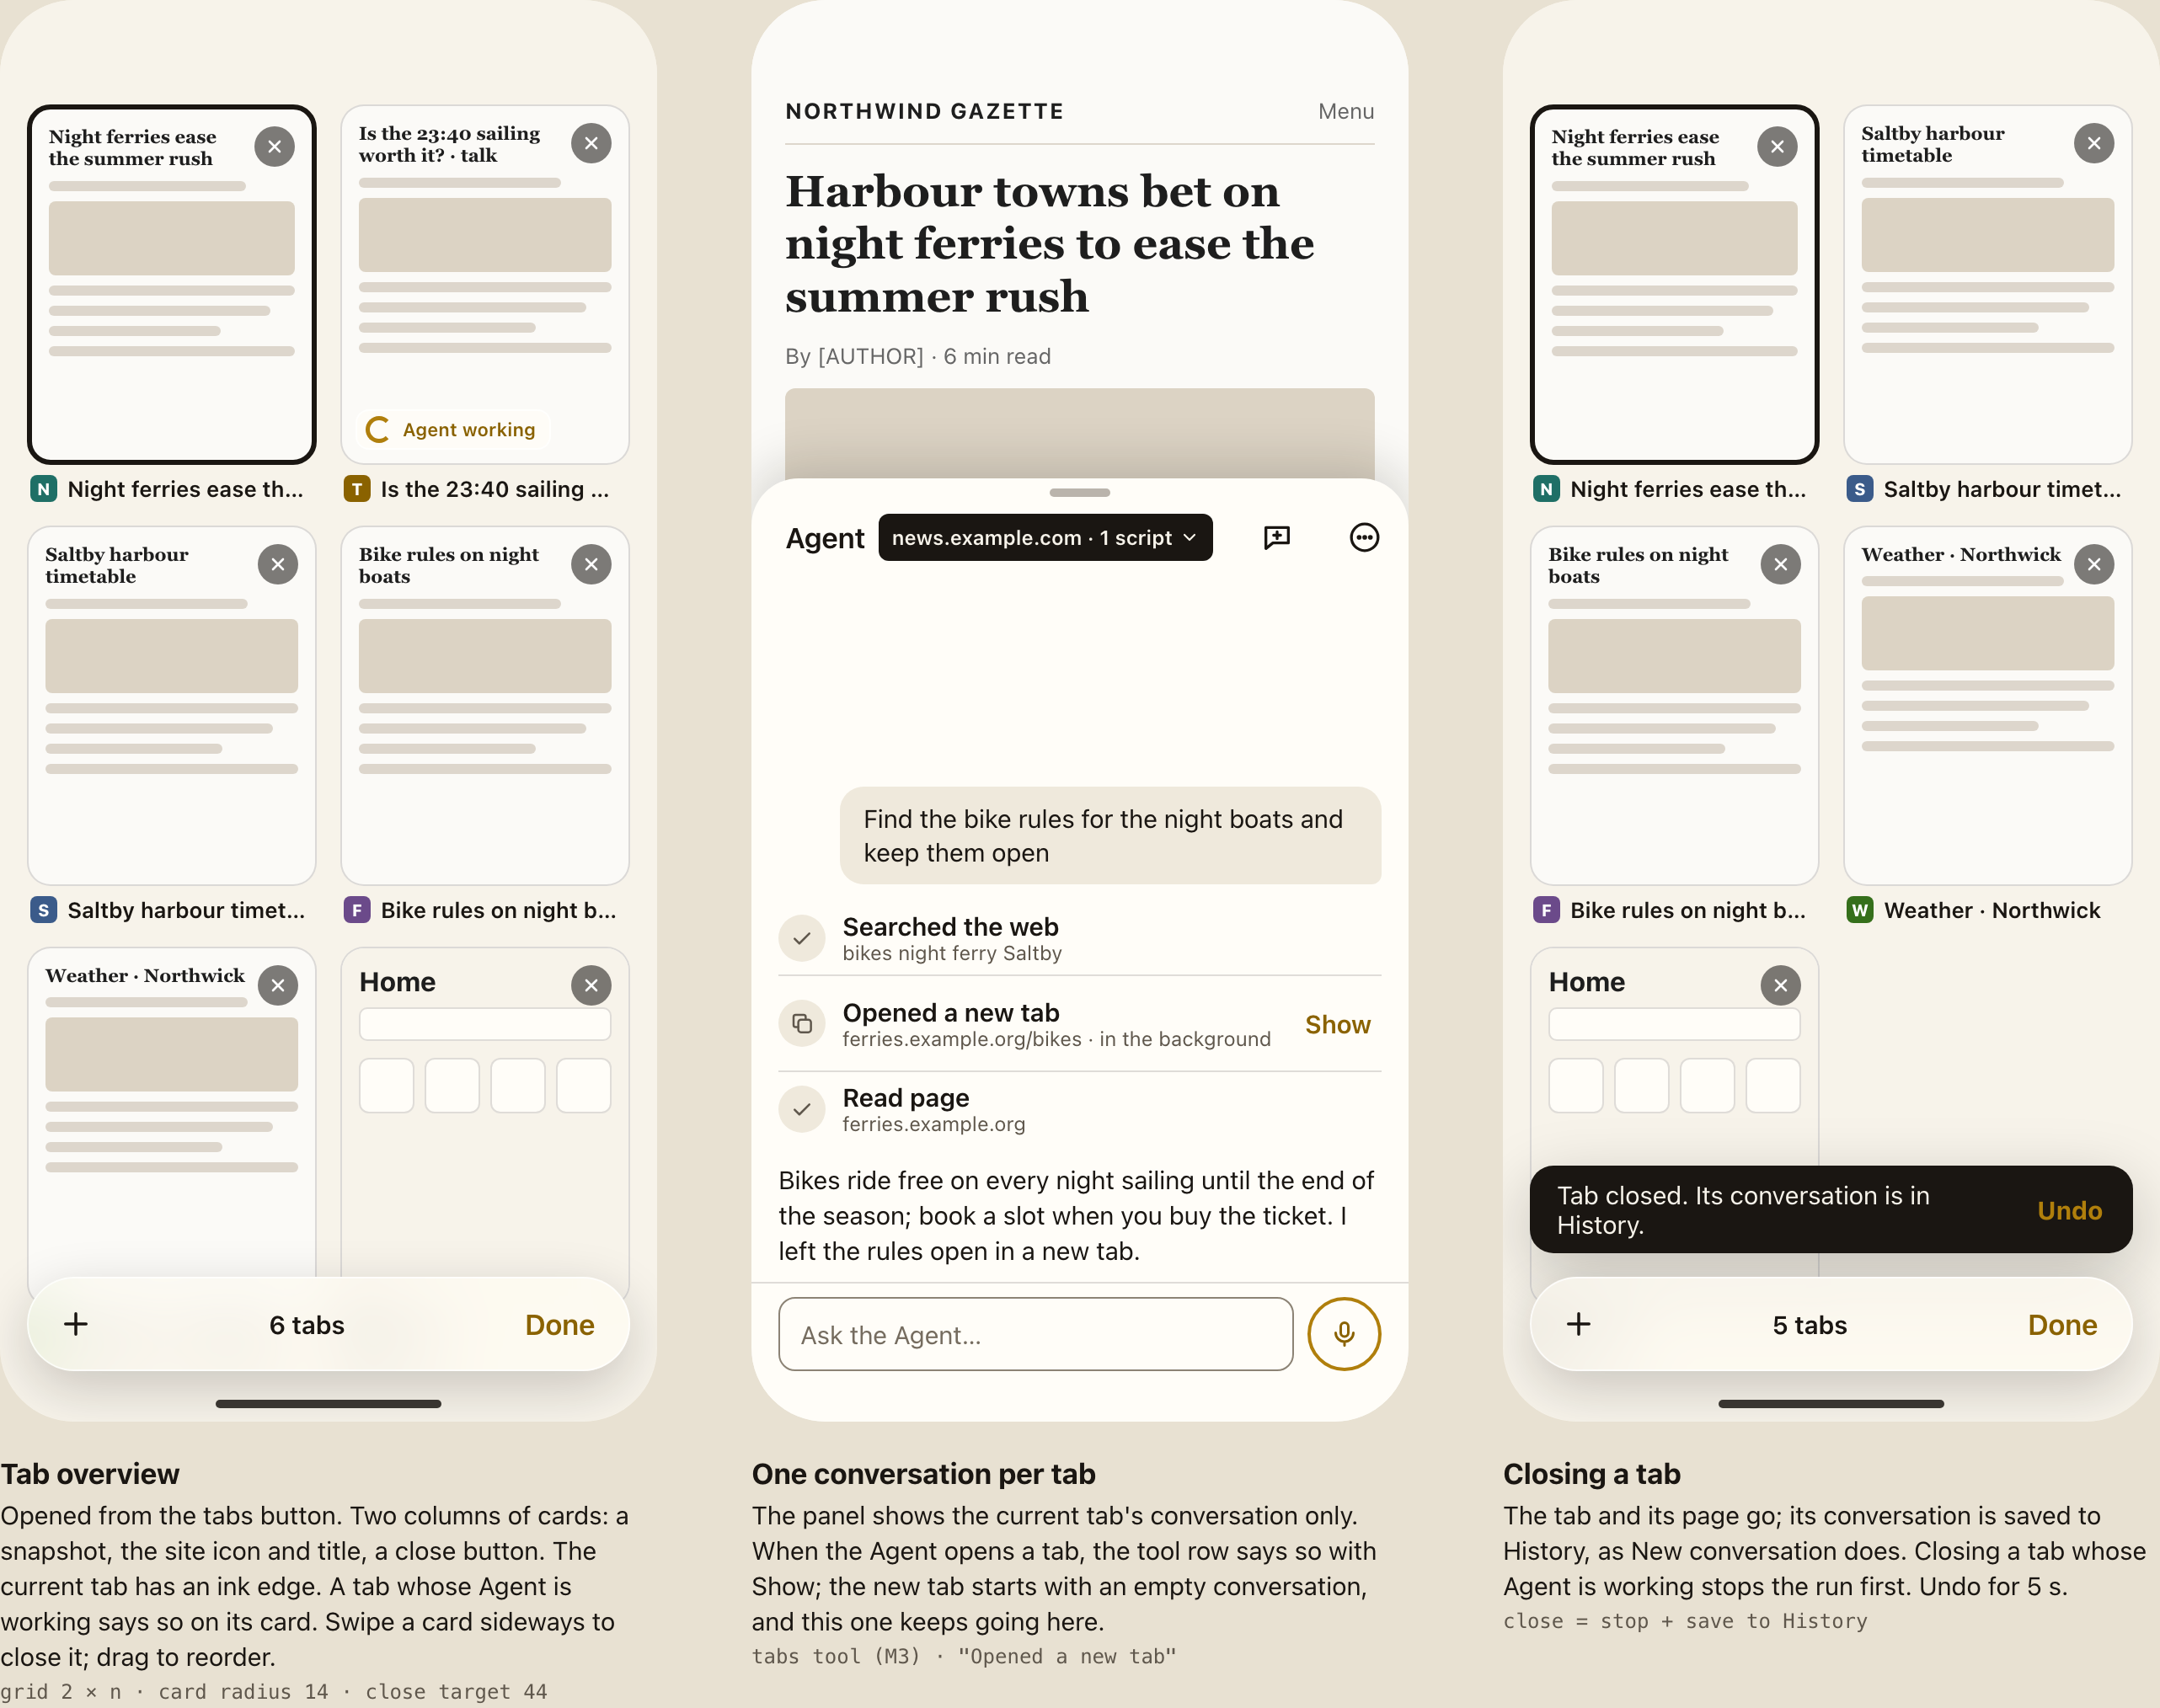 Night ferries ease
the summer rush
Is the 23:40 sailing
worth it? · talk
Agent working
N Night ferries ease th...
T Is the 23:40 sailing ...
Saltby harbour
timetable
Bike rules on night
boats
S Saltby harbour timet...
F Bike rules on night b...
Weather · Northwick
Home
6 tabs
Done
Tab overview
Opened from the tabs button. Two columns of cards: a
snapshot, the site icon and title, a close button. The
current tab has an ink edge. A tab whose Agent is
working says so on its card. Swipe a card sideways to
close it; drag to reorder.
grid 2 × n · card radius 14 · close target 44
NORTHWIND GAZETTE
Menu
Harbour towns bet on
night ferries to ease the
summer rush
By [AUTHOR] · 6 min read
Agent
news.example.com · 1 script
Find the bike rules for the night boats and
keep them open
Searched the web
bikes night ferry Saltby
Opened a new tab
ferries.example.org/bikes · in the background
Show
Read page
ferries.example.org
Bikes ride free on every night sailing until the end of
the season; book a slot when you buy the ticket. I
left the rules open in a new tab.
Ask the Agent...
One conversation per tab
The panel shows the current tab's conversation only.
When the Agent opens a tab, the tool row says so with
Show; the new tab starts with an empty conversation,
and this one keeps going here.
tabs tool (M3) · "Opened a new tab"
Night ferries ease
the summer rush
Saltby harbour
timetable
N Night ferries ease th...
S Saltby harbour timet...
Bike rules on night
boats
Weather · Northwick
F Bike rules on night b...
W Weather · Northwick
Home
Tab closed. Its conversation is in
History.
Undo
5 tabs
Done
Closing a tab
The tab and its page go; its conversation is saved to
History, as New conversation does. Closing a tab whose
Agent is working stops the run first. Undo for 5 s.
close = stop + save to History